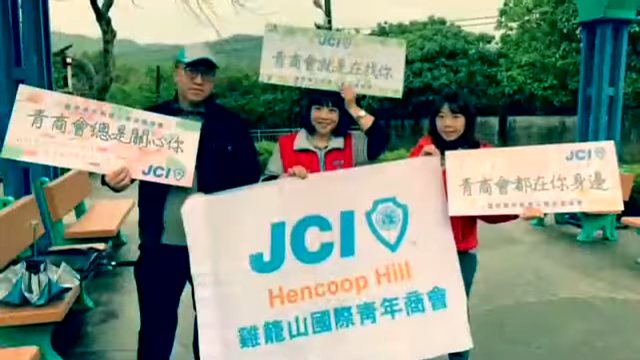 JCI
青商會就是在找你
青商會總是關心你
JCI
JCI
青商會都在你身邊
JCI
Hencoop Hill
雞籠山國際青年商會